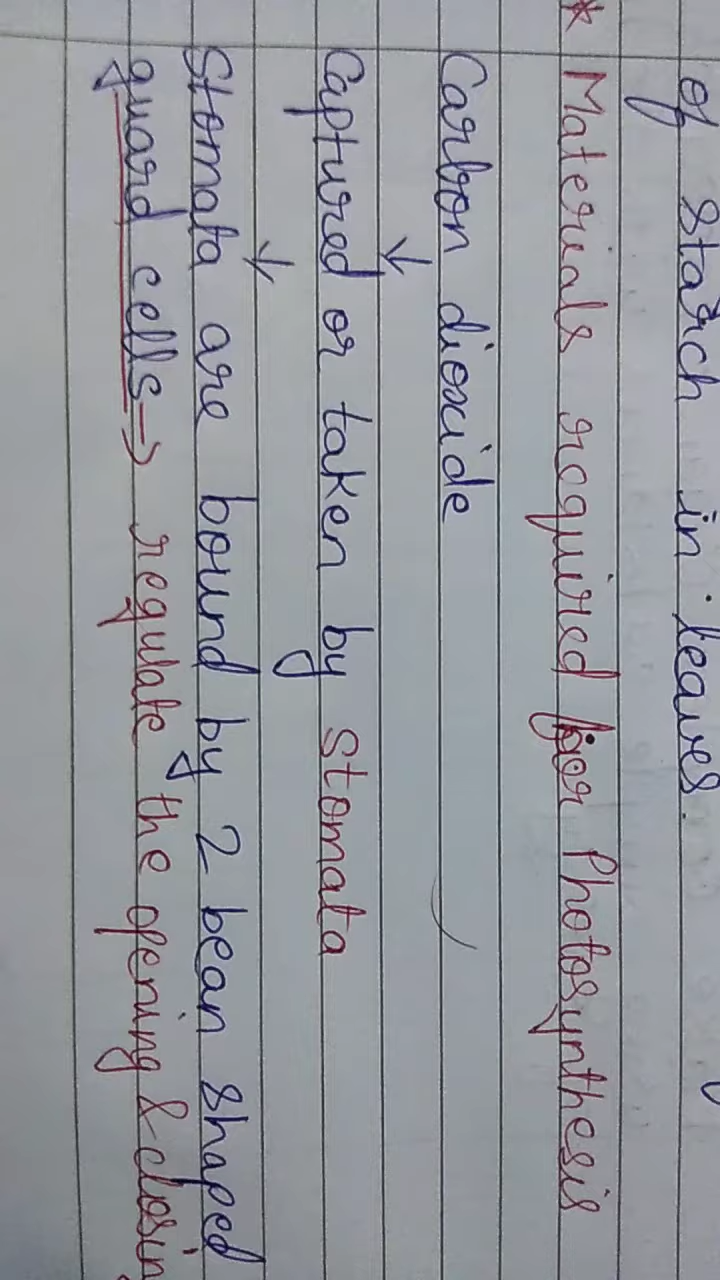 of starch in leaves.
* Materials required for Photosynthesis
Carbon dioxide
↓
Captured or taken by stomata
↓
Stomata are bound by 2 bean shaped
guard cells → regulate the opening & closin